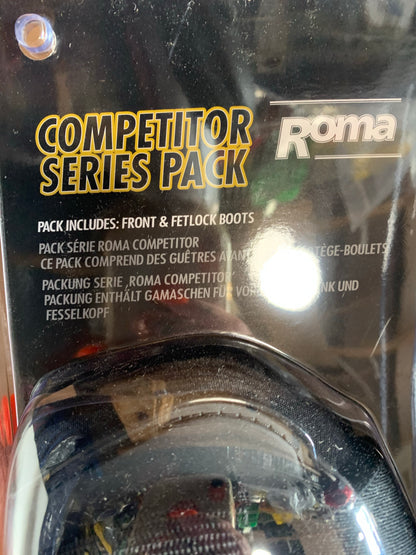 COMPETITOR
SERIES PACK
Roma
PACK INCLUDES: FRONT & FETLOCK BOOTS
PACK SÉRIE ROMA COMPETITOR
CE PACK COMPREND DES GUÊTRES
PACKUNG SERIE ‚ROMA COMPETITOR'
PACKUNG ENTHÄLT GAMASCHEN UND
FESSELKOPF